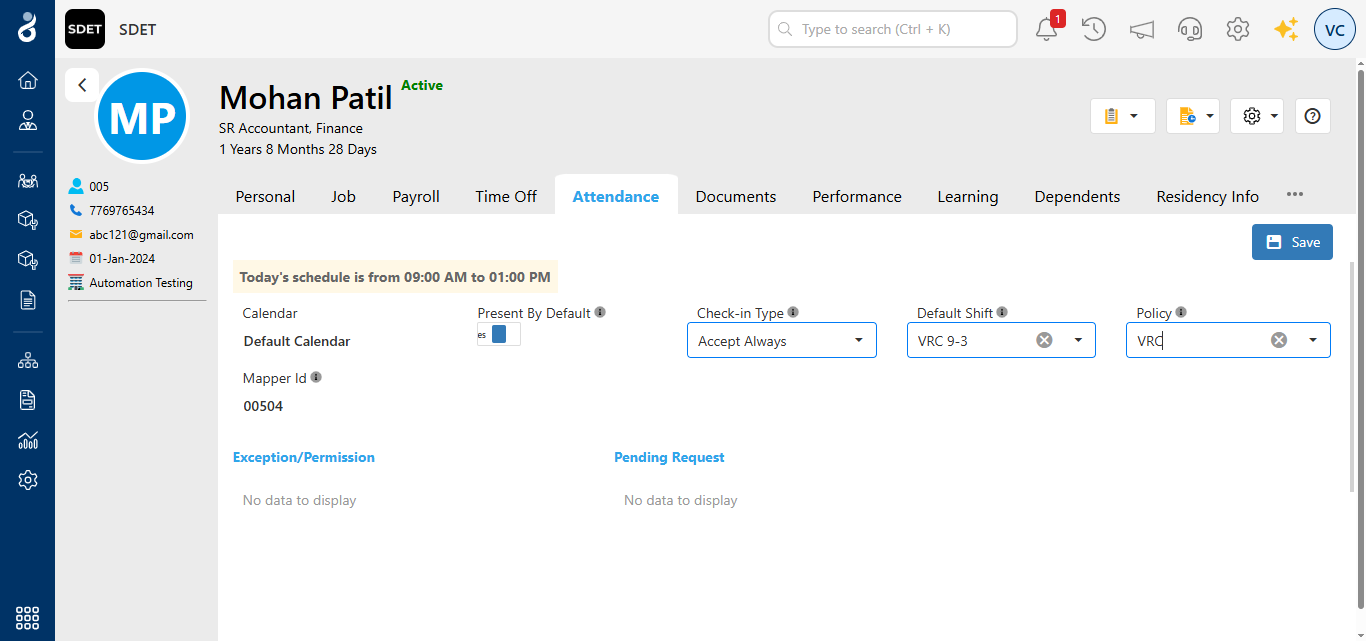 SDET
SDET
Type to search (Ctrl + K)
1
VC
MP
Mohan Patil
Active
SR Accountant, Finance
1 Years 8 Months 28 Days
005
7769765434
abc121@gmail.com
01-Jan-2024
Automation Testing
Personal Job Payroll Time Off Attendance Documents Performance Learning Dependents Residency Info
Save
Today's schedule is from 09:00 AM to 01:00 PM
Calendar
Default Calendar
Present By Default
es
Check-in Type
Accept Always
Default Shift
VRC 9-3
Policy
VRC
Mapper Id
00504
Exception/Permission
No data to display
Pending Request
No data to display